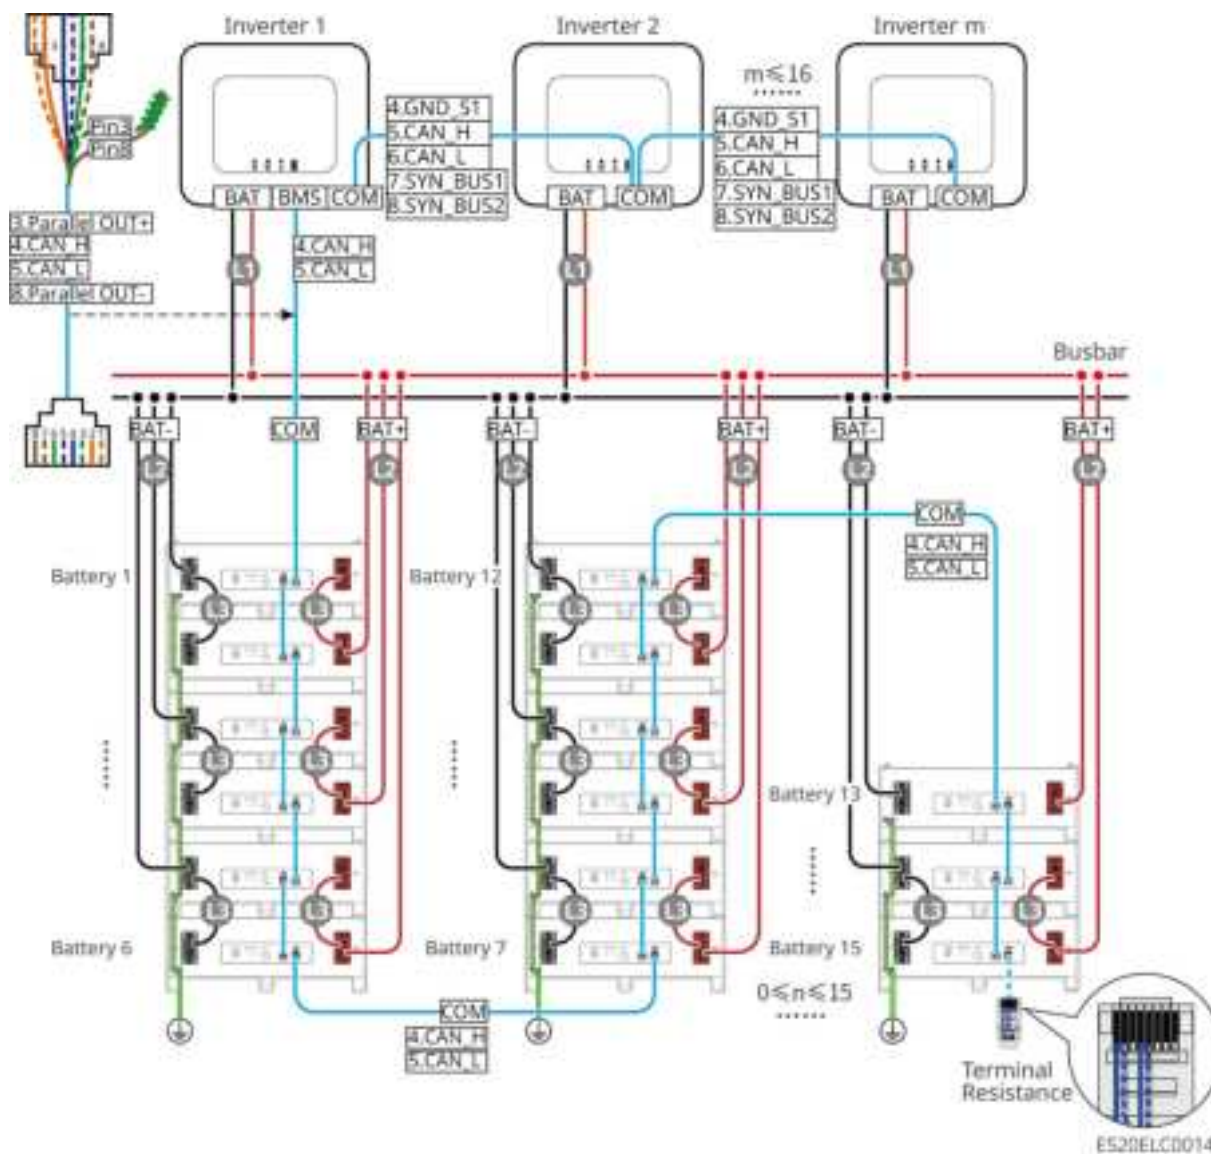 Inverter 1
Inverter 2
Inverter m
m≤16
4.GND_S1
5.CAN_H
6.CAN_L
7.SYN_BUS1
8.SYN_BUS2
4.GND_S1
5.CAN_H
6.CAN_L
7.SYN_BUS1
8.SYN_BUS2
Pin3
Pin8
BAT
BMS
COM
BAT
COM
BAT
COM
3.Parallel OUT+
4.CAN_H
5.CAN_L
8.Parallel OUT-
4.CAN_H
5.CAN_L
Busbar
BAT-
COM
BAT+
BAT-
BAT+
BAT-
BAT+
COM
4.CAN_H
5.CAN_L
Battery 1
Battery 12
Battery 13
Battery 6
Battery 7
Battery 15
0≤n≤15
COM
4.CAN_H
5.CAN_L
Terminal
Resistance
ES20ELC0014